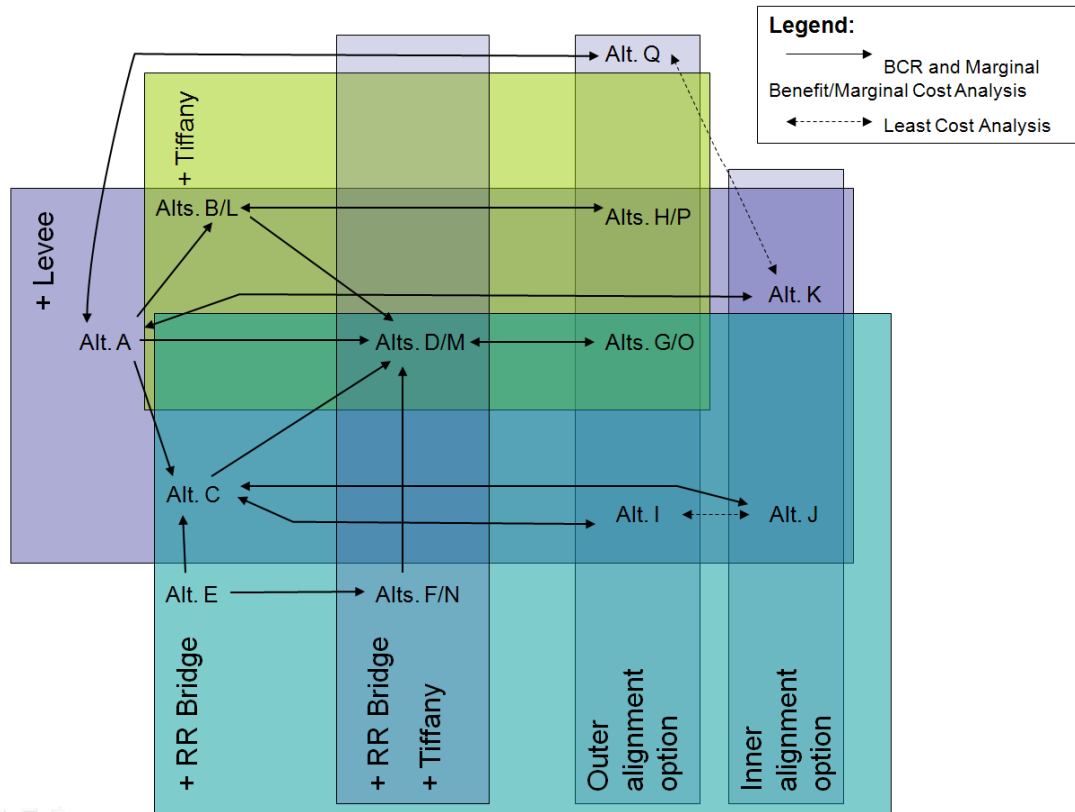 Legend:
BCR and Marginal
Benefit/Marginal Cost Analysis
Least Cost Analysis
Alt. Q
+ Tiffany
Alts. B/L
Alts. H/P
+ Levee
Alt. K
Alt. A
Alts. D/M
Alts. G/O
Alt. C
Alt. I
Alt. J
Alt. E
Alts. F/N
+ RR Bridge
+ RR Bridge
+ Tiffany
Outer
alignment
option
Inner
alignment
option